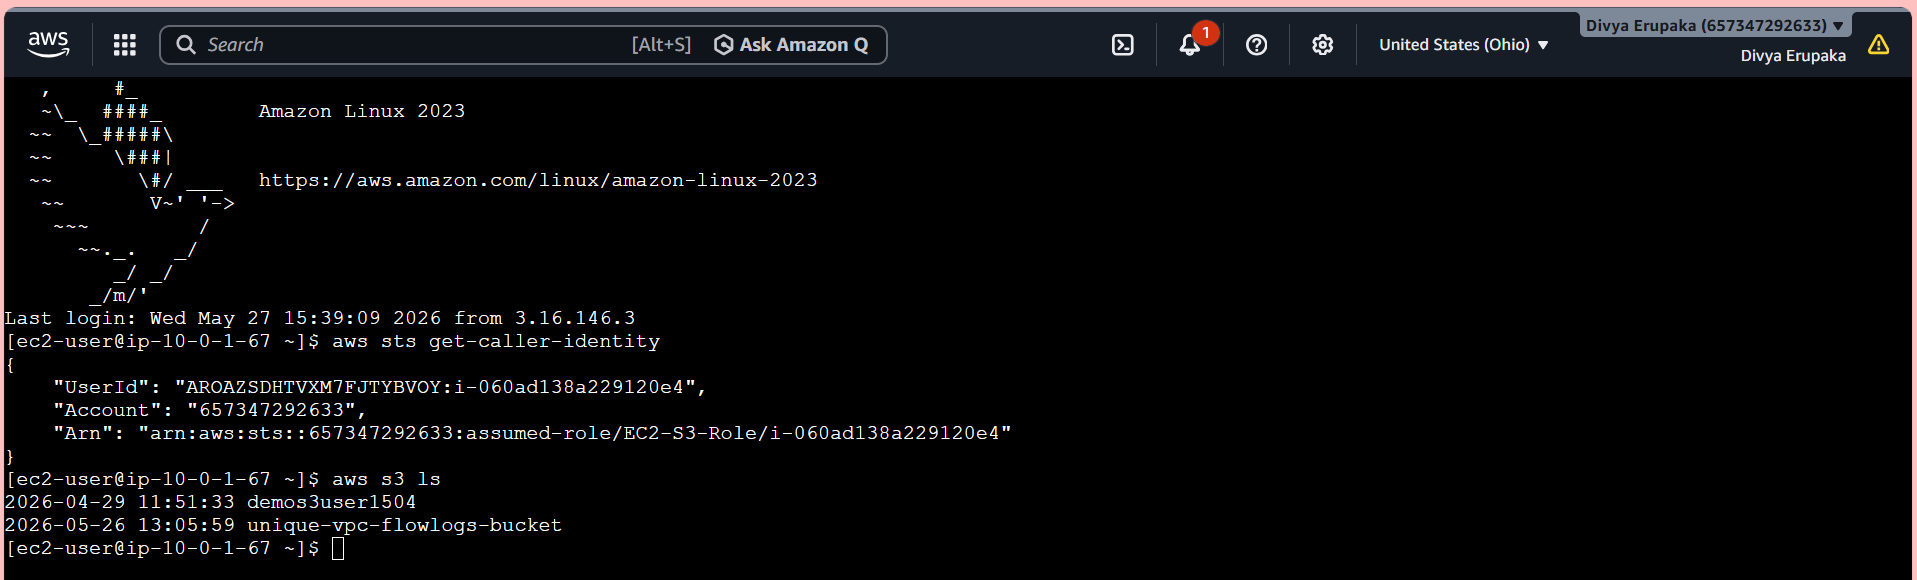 aws
Search [Alt+S] Ask Amazon Q
1
United States (Ohio) ▼
Divya Erupaka (657347292633) ▼
Divya Erupaka
   ,     #_
   ~\_  ####_        Amazon Linux 2023
  ~~  \_#####\
  ~~     \###|
  ~~       \#/ ___   https://aws.amazon.com/linux/amazon-linux-2023
   ~~       V~' '->
    ~~~         /
      ~~._.   _/
         _/ _/
       _/m/'
Last login: Wed May 27 15:39:09 2026 from 3.16.146.3
[ec2-user@ip-10-0-1-67 ~]$ aws sts get-caller-identity
{
    "UserId": "AROAZSDHTVXM7FJTYBVOY:i-060ad138a229120e4",
    "Account": "657347292633",
    "Arn": "arn:aws:sts::657347292633:assumed-role/EC2-S3-Role/i-060ad138a229120e4"
}
[ec2-user@ip-10-0-1-67 ~]$ aws s3 ls
2026-04-29 11:51:33 demos3user1504
2026-05-26 13:05:59 unique-vpc-flowlogs-bucket
[ec2-user@ip-10-0-1-67 ~]$